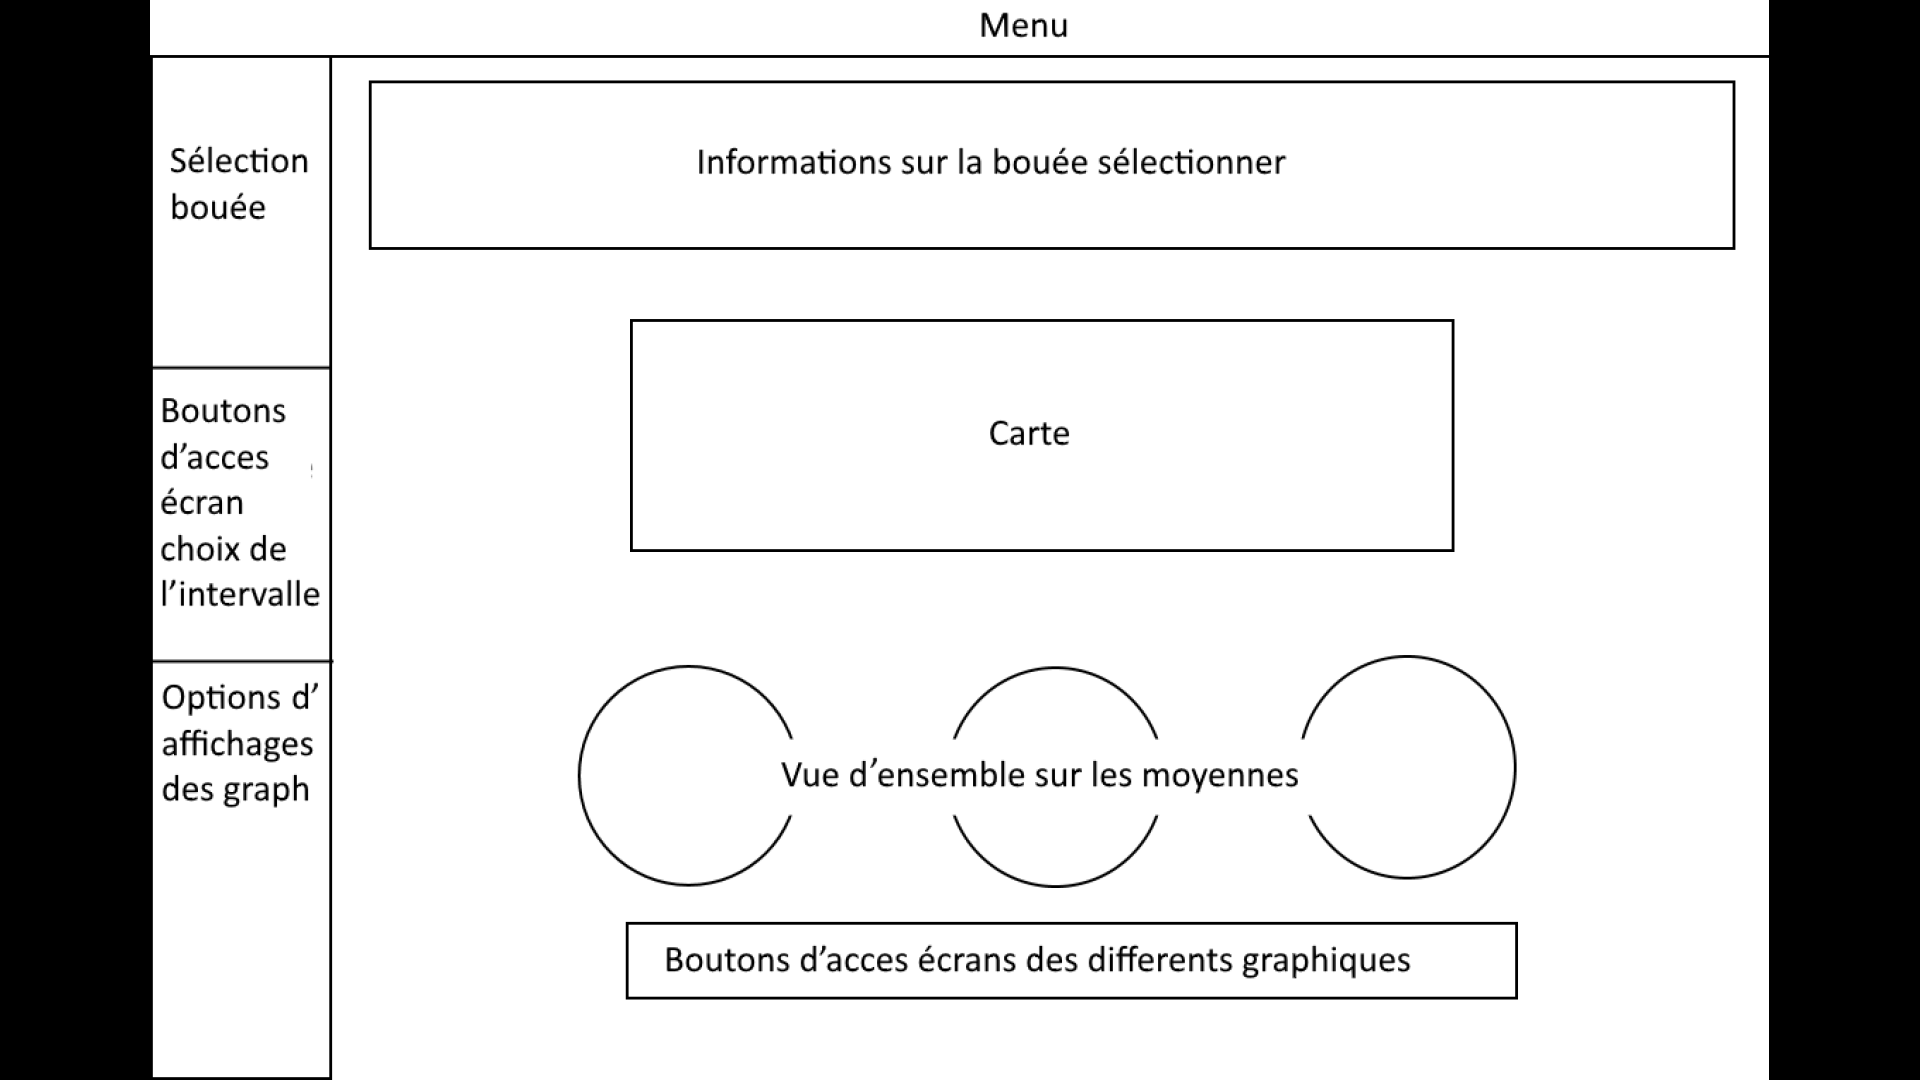 Menu
Sélection
bouée
Boutons
d’acces
écran
choix de
l’intervalle
Options d’
affichages
des graph
Informations sur la bouée sélectionner
Carte
Vue d’ensemble sur les moyennes
Boutons d’acces écrans des differents graphiques